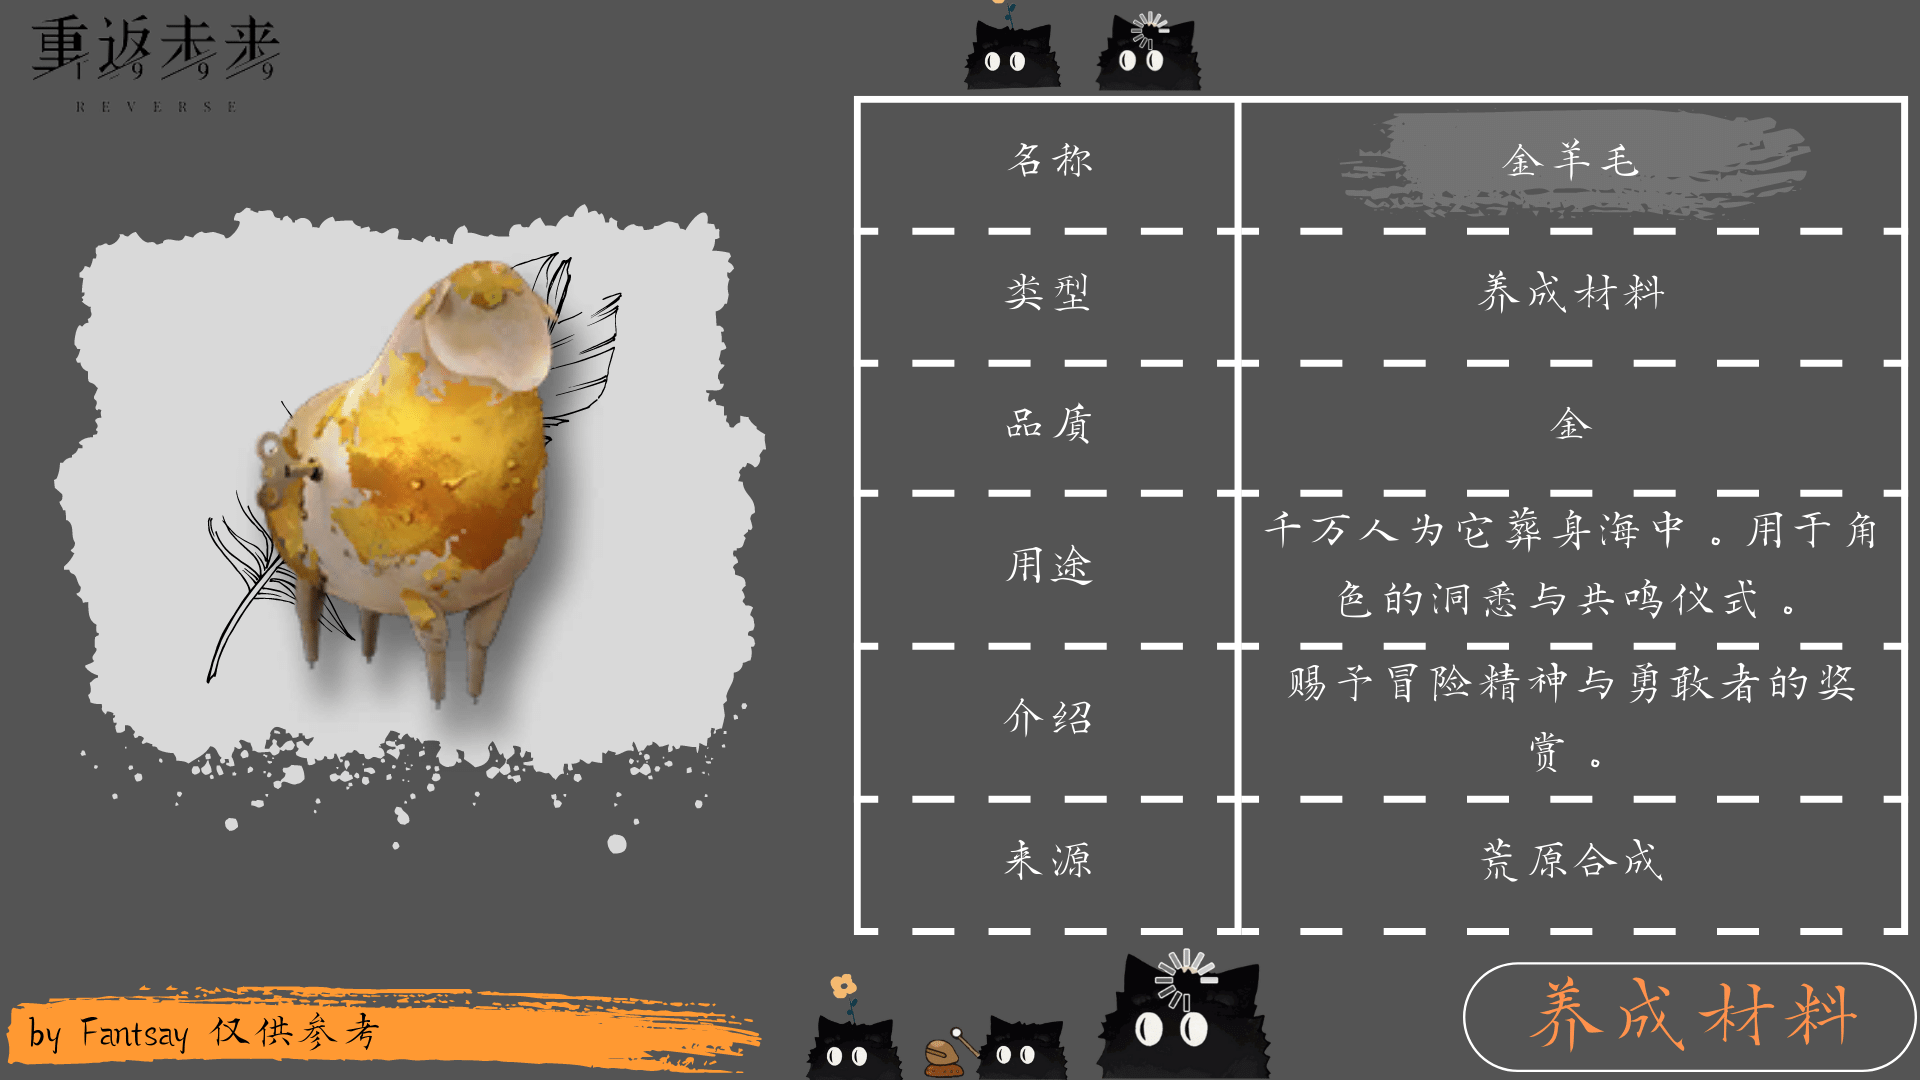 重返未来
1999
REVERSE
名称
金羊毛
类型
养成材料
品质
金
用途
千万人为它葬身海中。用于角
色的洞悉与共鸣仪式。
介绍
赐予冒险精神与勇敢者的奖
赏。
来源
荒原合成
by Fantsay 仅供参考
养成材料